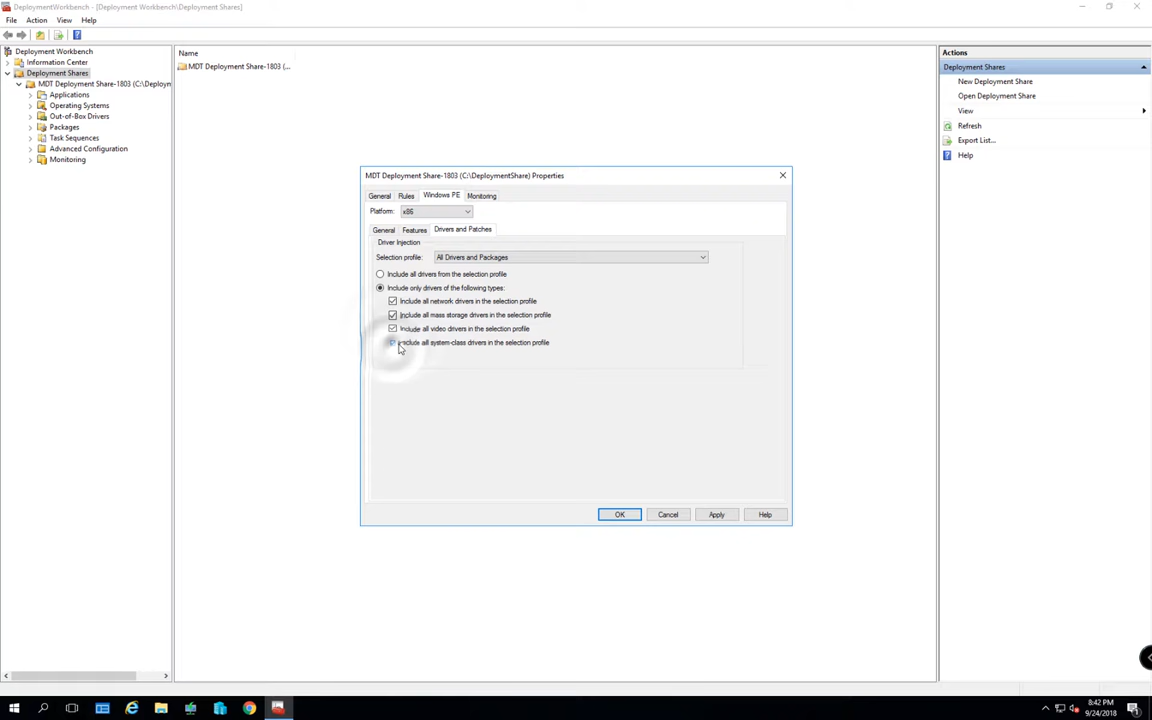 DeploymentWorkbench - [Deployment Workbench\Deployment Shares]
File Action View Help
Deployment Workbench
Information Center
Deployment Shares
MDT Deployment Share-1803 (C:\Deploym
Applications
Operating Systems
Out-of-Box Drivers
Packages
Task Sequences
Advanced Configuration
Monitoring
Name
MDT Deployment Share-1803 (...
Actions
Deployment Shares
New Deployment Share
Open Deployment Share
View
Refresh
Export List...
Help
MDT Deployment Share-1803 (C:\DeploymentShare) Properties
General Rules Windows PE Monitoring
Platform: x86
General Features Drivers and Patches
Driver Injection
Selection profile: All Drivers and Packages
Include all drivers from the selection profile
Include only drivers of the following types:
Include all network drivers in the selection profile
Include all mass storage drivers in the selection profile
Include all video drivers in the selection profile
Include all system-class drivers in the selection profile
OK Cancel Apply Help
8:42 PM
9/24/2018